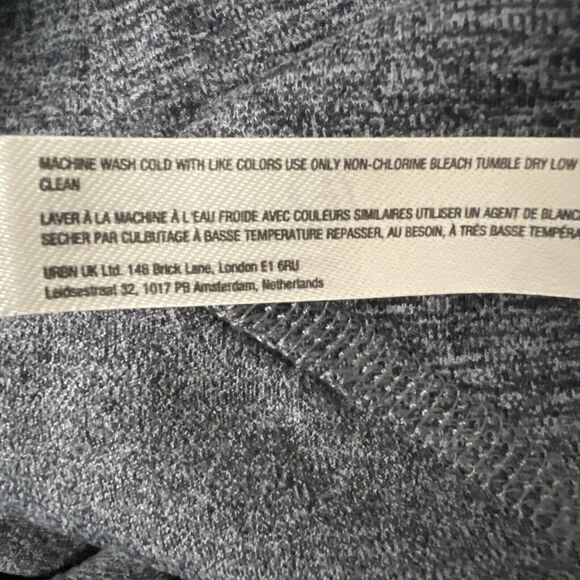 MACHINE WASH COLD WITH LIKE COLORS USE ONLY NON-CHLORINE BLEACH TUMBLE DRY LOW
CLEAN
LAVER À LA MACHINE À L'EAU FROIDE AVEC COULEURS SIMILAIRES UTILISER UN AGENT DE BLANC
SECHER PAR CULBUTAGE À BASSE TEMPERATURE REPASSER, AU BESOIN, À TRÈS BASSE TEMPÉRA
URBN UK Ltd. 146 Brick Lane, London E1 6RU
Leidsestraat 32, 1017 PB Amsterdam, Netherlands